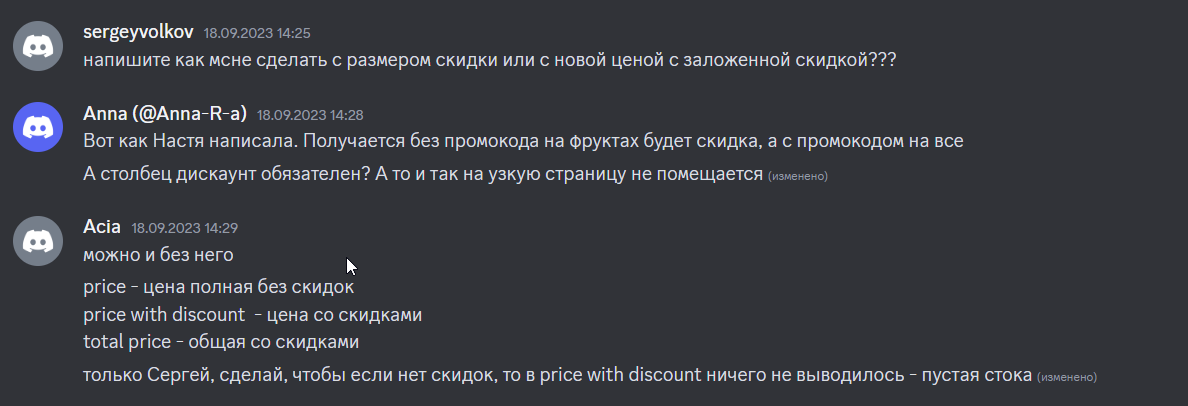 sergeyvolkov 18.09.2023 14:25
напишите как мсне сделать с размером скидки или с новой ценой с заложенной скидкой???
Anna (@Anna-R-a) 18.09.2023 14:28
Вот как Настя написала. Получается без промокода на фруктах будет скидка, а с промокодом на все
А столбец дискаунт обязателен? А то и так на узкую страницу не помещается (изменено)
Acia 18.09.2023 14:29
можно и без него
price - цена полная без скидок
price with discount - цена со скидками
total price - общая со скидками
только Сергей, сделай, чтобы если нет скидок, то в price with discount ничего не выводилось - пустая стока (изменено)